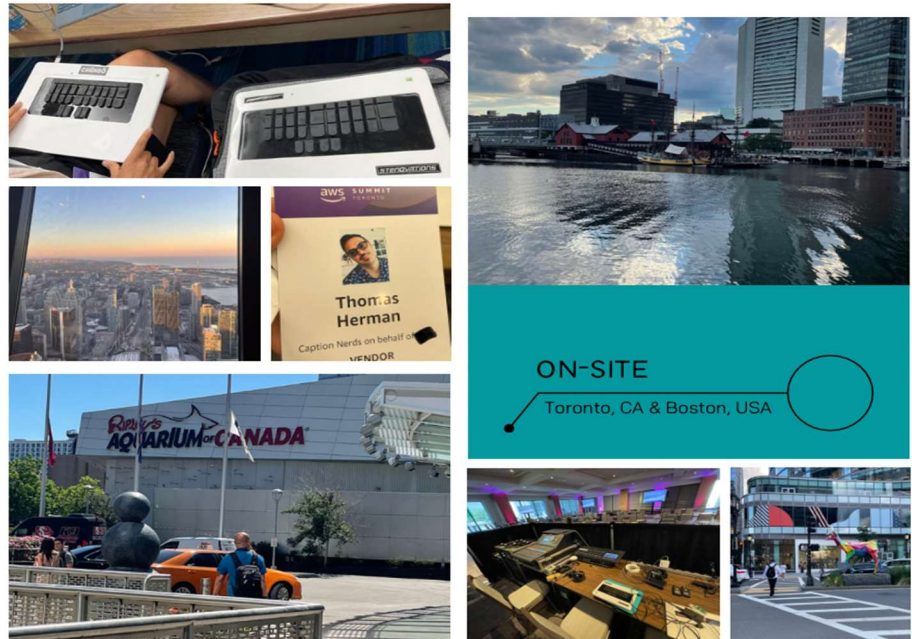 STENOVATIONS
aws SUMMIT
TORONTO
Thomas
Herman
Caption Nerds on behalf of
VENDOR
Ripley's
AQUARIUM OF CANADA
ON-SITE
Toronto, CA & Boston, USA